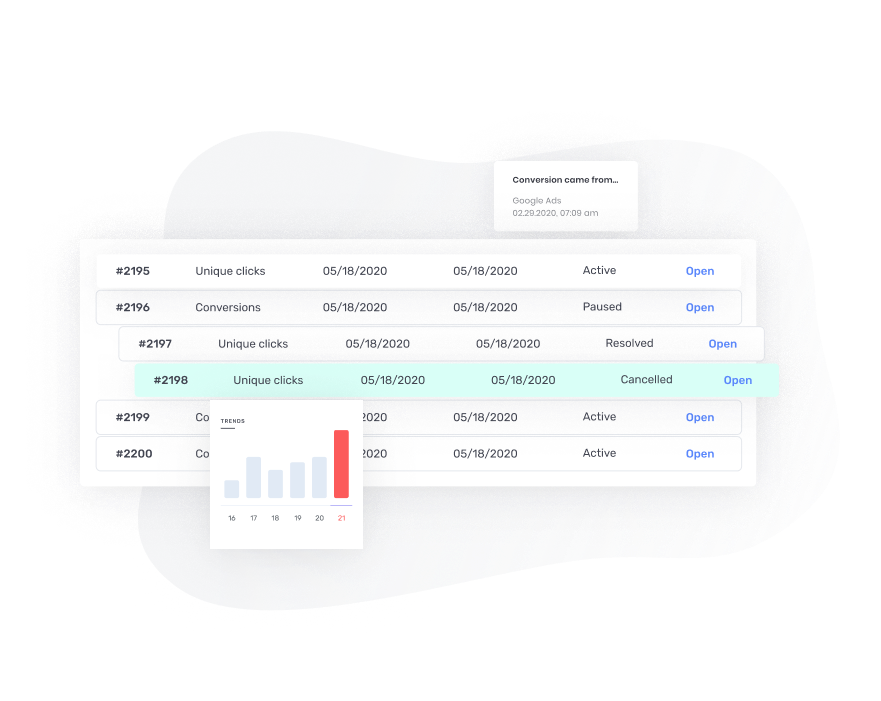 Conversion came from...
Google Ads
02.29.2020, 07:09 am
#2195 Unique clicks 05/18/2020 05/18/2020 Active Open
#2196 Conversions 05/18/2020 05/18/2020 Paused Open
#2197 Unique clicks 05/18/2020 05/18/2020 Resolved Open
#2198 Unique clicks 05/18/2020 05/18/2020 Cancelled Open
#2199 Co 2020 05/18/2020 Active Open
#2200 Co 2020 05/18/2020 Active Open
TRENDS
16 17 18 19 20 21